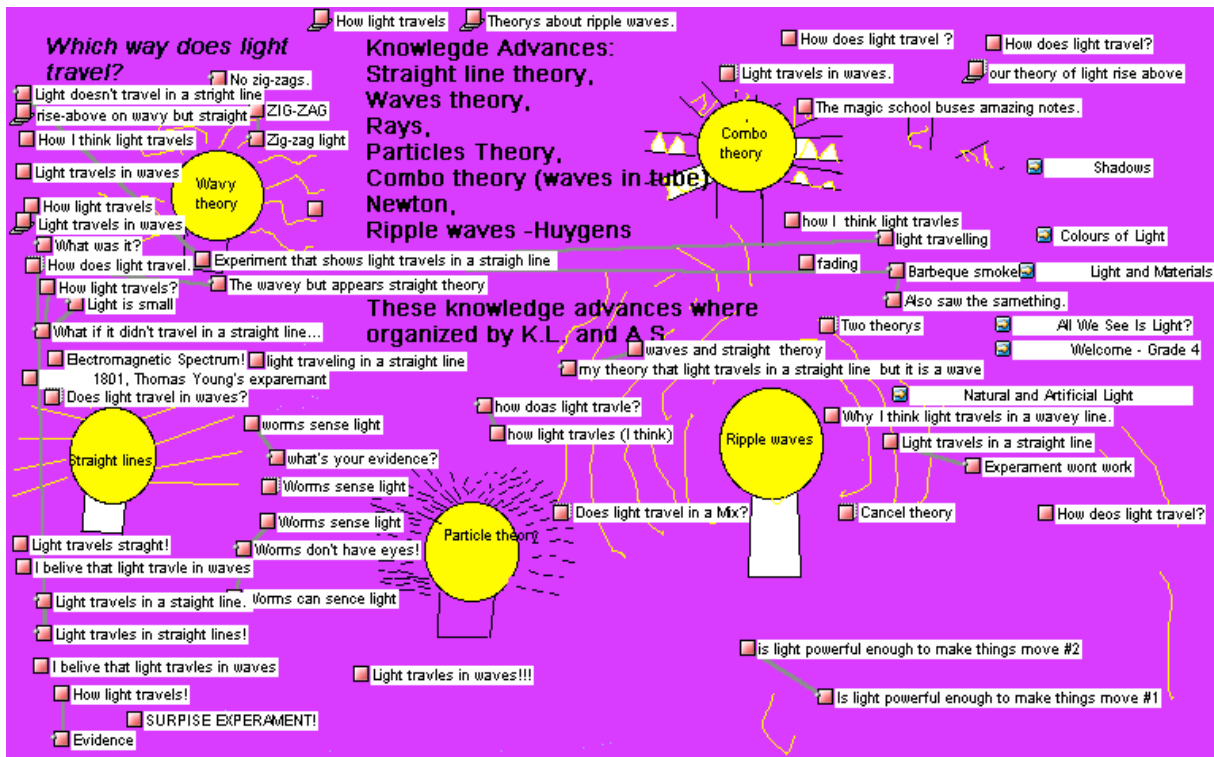 How light travels
Theorys about ripple waves.
Which way does light
travel?
Knowlegde Advances:
Straight line theory,
Waves theory,
Rays,
Particles Theory,
Combo theory (waves in tube)
Newton,
Ripple waves -Huygens
These knowledge advances where
organized by K.L. and A.S
No zig-zags.
Light doesn't travel in a stright line
rise-above on wavy but straight
ZIG-ZAG
How I think light travels
Zig-zag light
Light travels in waves
Wavy
theory
How light travels
Light travels in waves
What was it?
How does light travel...
Experiment that shows light travels in a straigh line
How light travels?
The wavey but appears straight theory
Light is small
What if it didn't travel in a straight line...
Electromagnetic Spectrum!
light traveling in a straight line
1801, Thomas Young's exparemant
Does light travel in waves?
Straight lines
worms sense light
what's your evidence?
Worms sense light
Worms sense light
Worms don't have eyes!
Worms can sence light
Light travels straght!
I belive that light travle in waves
Light travels in a staight line.
Light travles in straight lines!
I belive that light travles in waves
How light travels!
SURPISE EXPERAMENT!
Evidence
Light travles in waves!!!
Particle theory
how doas light travle?
how light travles (I think)
Does light travel in a Mix?
How does light travel ?
How does light travel?
Light travels in waves.
our theory of light rise above
The magic school buses amazing notes.
Combo
theory
Shadows
how I think light travles
light travelling
Colours of Light
fading
Barbeque smoke
Light and Materials
Also saw the samething.
Two theorys
All We See Is Light?
waves and straight theroy
Welcome - Grade 4
my theory that light travels in a straight line but it is a wave
Natural and Artificial Light
Why I think light travels in a wavey line.
Ripple waves
Light travels in a straight line
Experament wont work
Cancel theory
How deos light travel?
is light powerful enough to make things move #2
Is light powerful enough to make things move #1